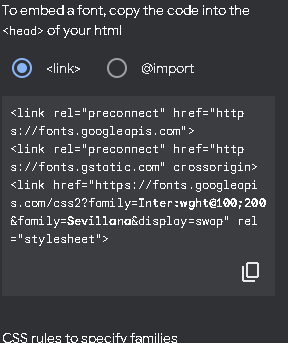 To embed a font, copy the code into the
<head> of your html
<link>
@import
<link rel="preconnect" href="http
s://fonts.googleapis.com">
<link rel="preconnect" href="http
s://fonts.gstatic.com" crossorigin>
<link href="https://fonts.googleapi
s.com/css2?family=Inter:wght@100;200
&family=Sevillana&display=swap" rel
="stylesheet">
CSS rules to specify families